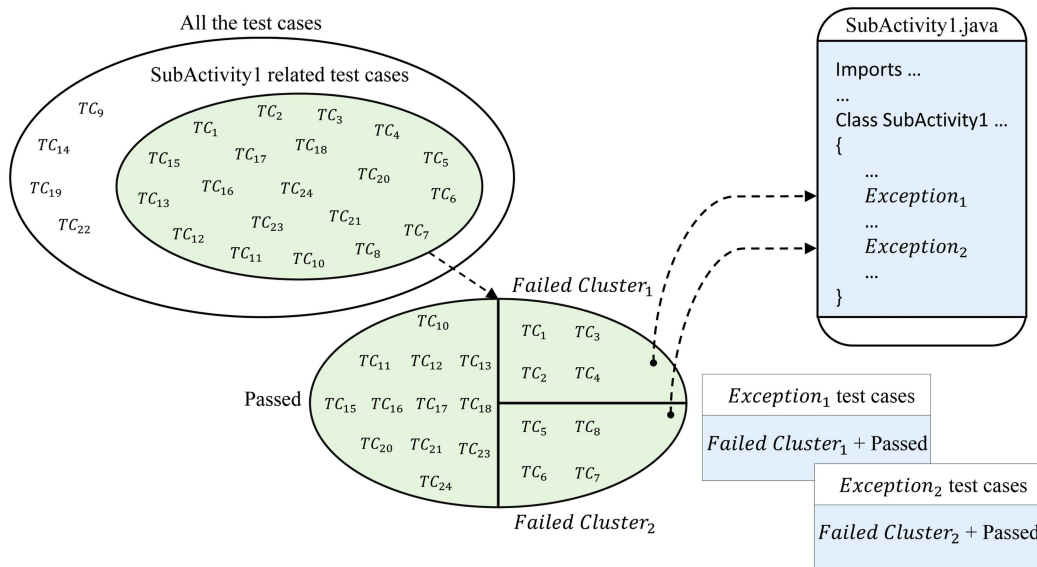 All the test cases
SubActivity1 related test cases
TC₉
TC₁₄
TC₁₉
TC₂₂
TC₂
TC₃
TC₁
TC₄
TC₁₈
TC₁₇
TC₁₅
TC₅
TC₂₀
TC₁₆
TC₂₄
TC₆
TC₁₃
TC₂₁
TC₂₃
TC₇
TC₁₂
TC₈
TC₁₁
TC₁₀
SubActivity1.java
Imports ...
...
Class SubActivity1 ...
{
...
Exception₁
...
Exception₂
...
}
Failed Cluster₁
Passed
TC₁₀
TC₁₁ TC₁₂ TC₁₃
TC₁₅ TC₁₆ TC₁₇ TC₁₈
TC₂₀ TC₂₁ TC₂₃
TC₂₄
TC₁ TC₃
TC₂ TC₄
TC₅ TC₈
TC₆ TC₇
Failed Cluster₂
Exception₁ test cases
Failed Cluster₁ + Passed
Exception₂ test cases
Failed Cluster₂ + Passed